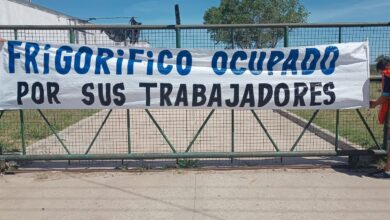 FRiGORiFiCO OCUPADO
POR SUS TRABAJADORES